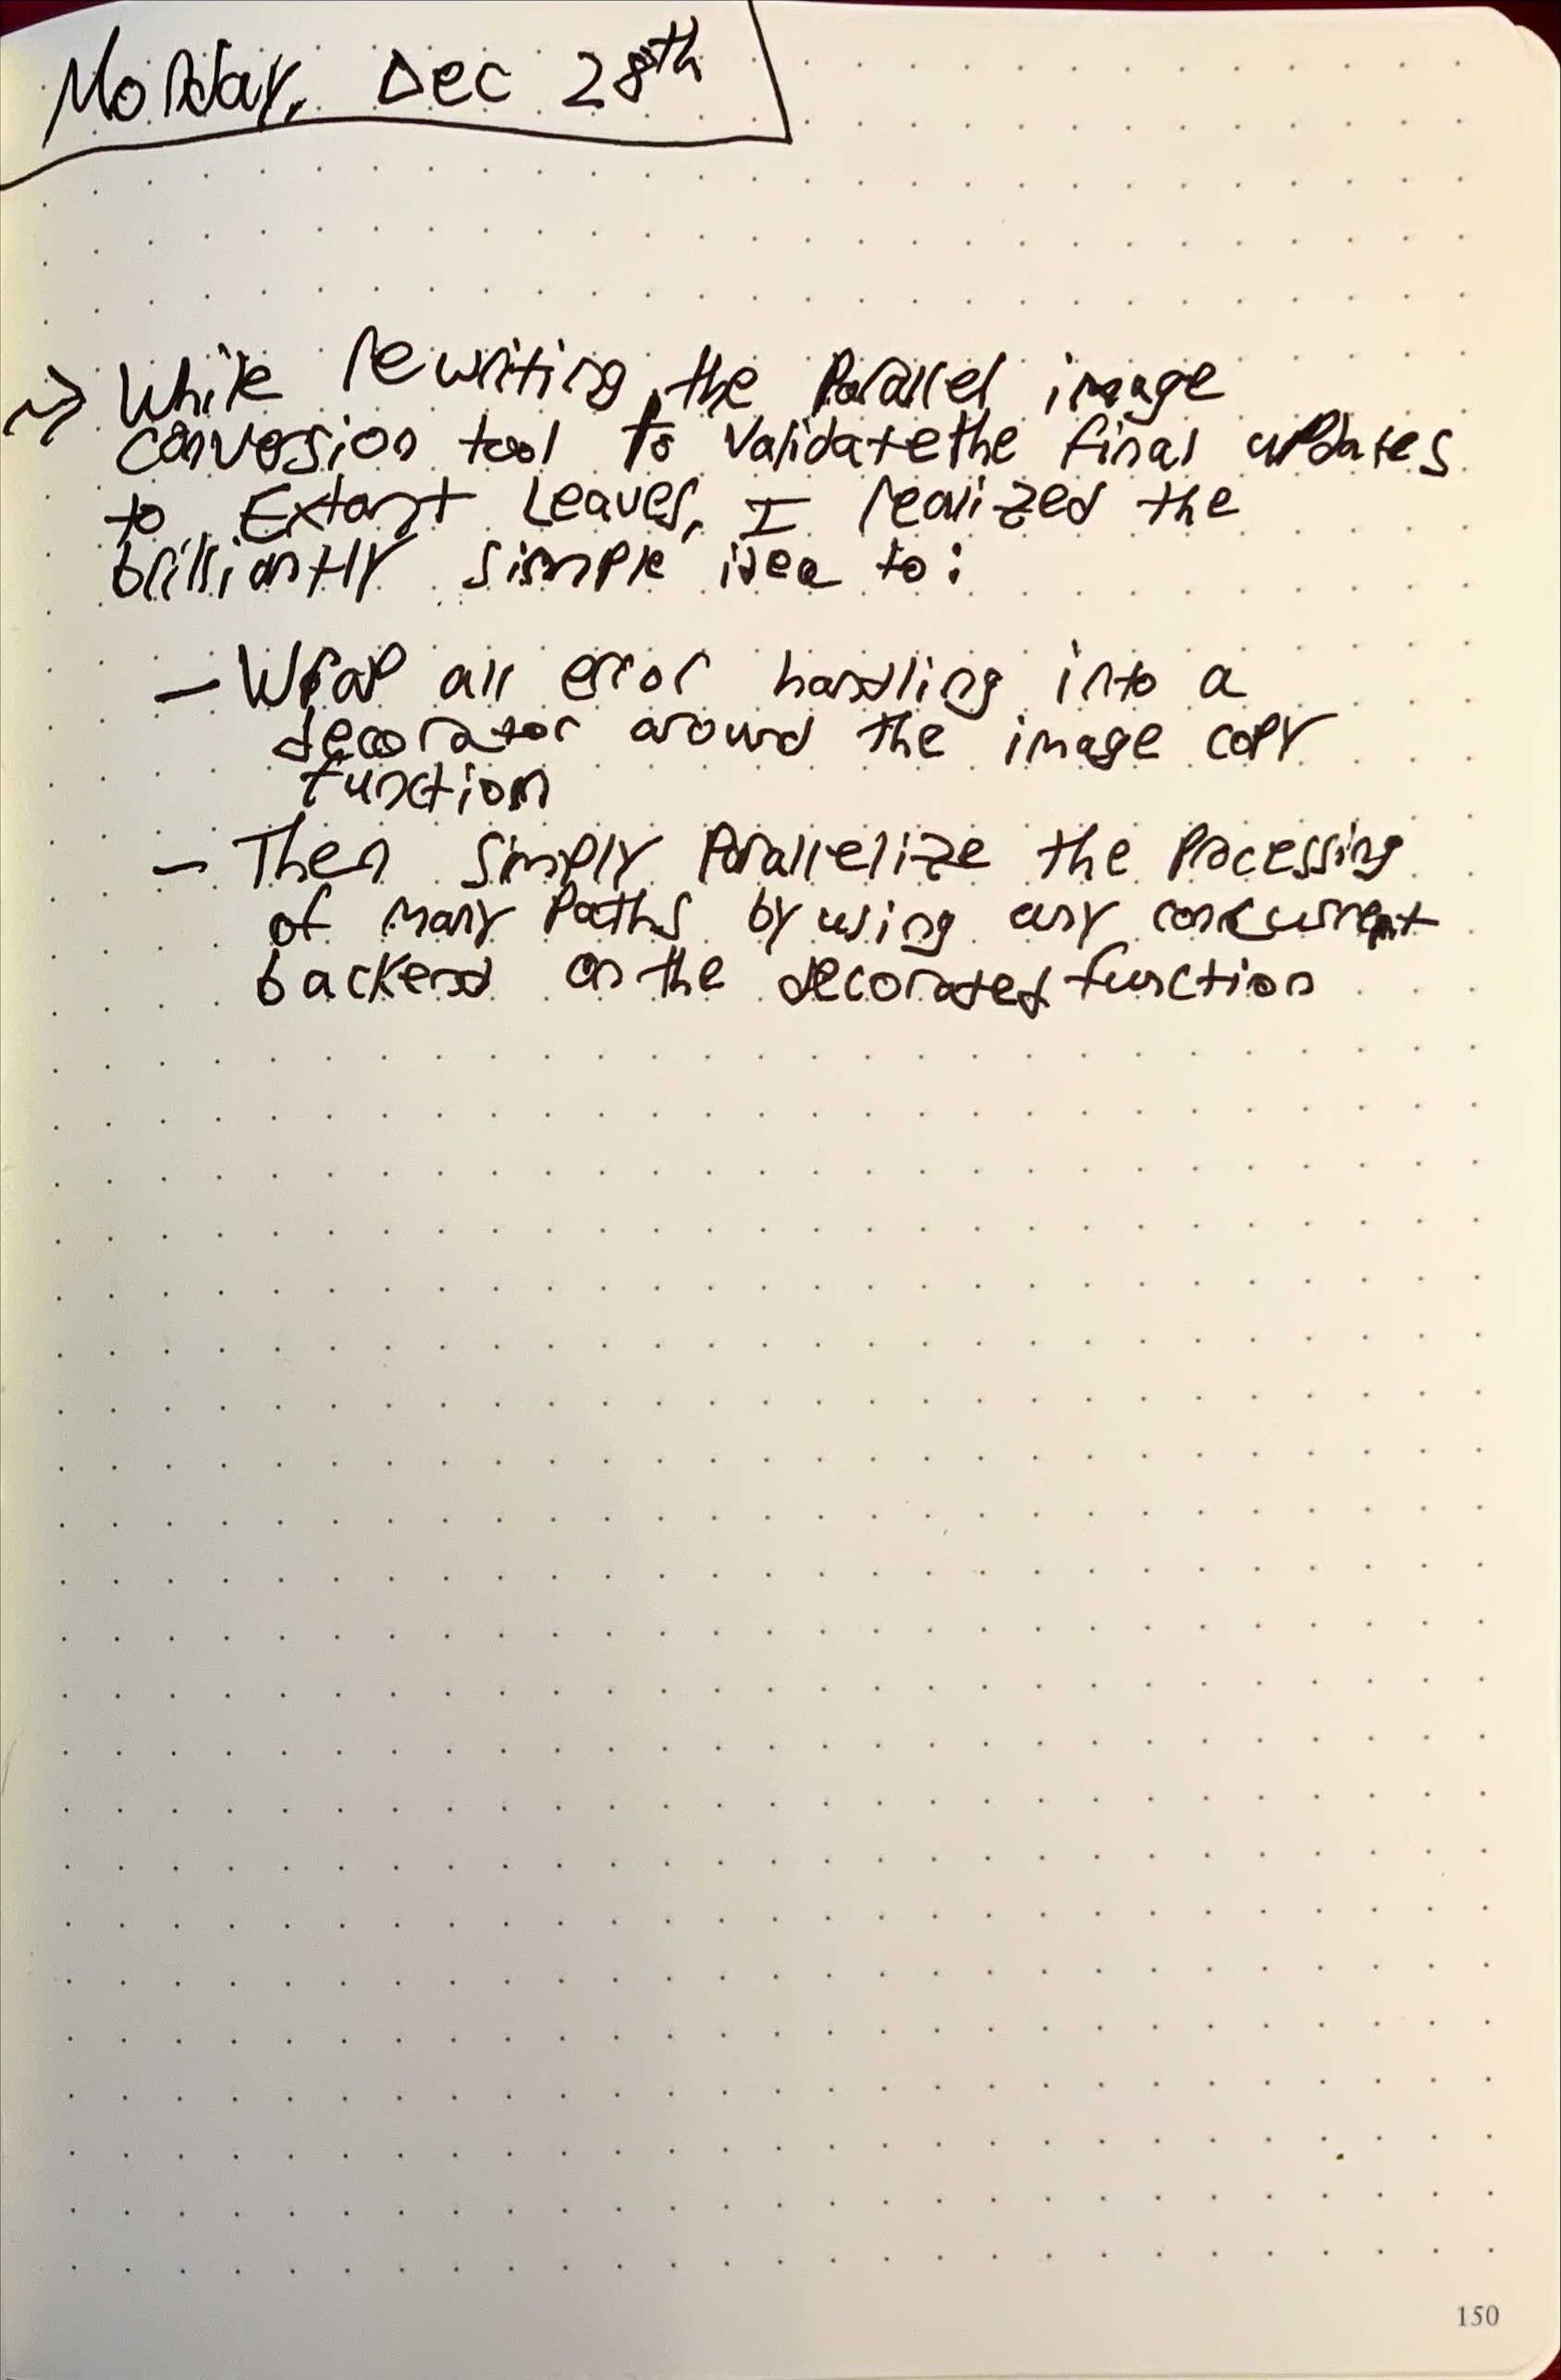 Monday, Dec 28th
~> While rewriting the parallel image
conversion tool to validate the final updates
to Extant Leaves, I realized the
brilliantly simple idea to:
- Wrap all error handling into a
decorator around the image copy
function
- Then simply parallelize the processing
of many paths by using any concurrent
backend on the decorated function
150